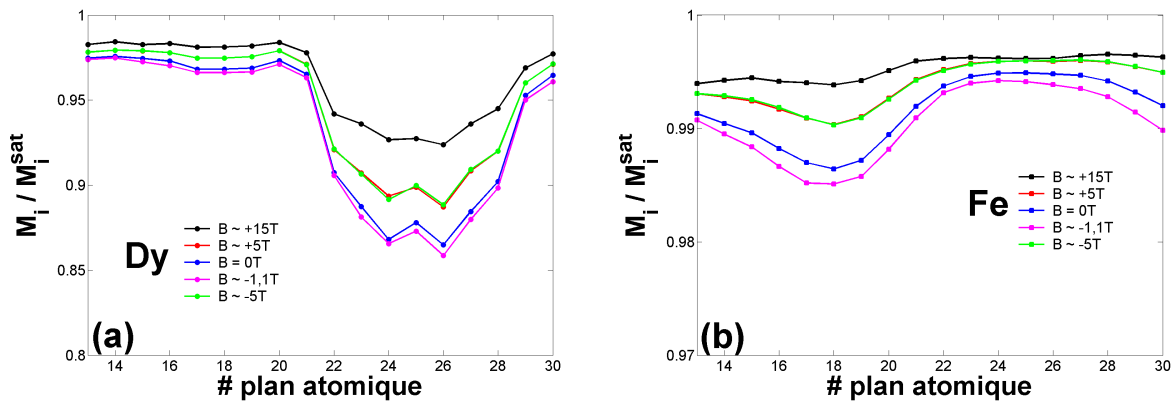 1
0.95
0.9
0.85
0.8
M_i / M_i^sat
Dy
B ~ +15T
B ~ +5T
B = 0T
B ~ -1,1T
B ~ -5T
(a)
14 16 18 20 22 24 26 28 30
# plan atomique
1
0.99
0.98
0.97
M_i / M_i^sat
Fe
B ~ +15T
B ~ +5T
B = 0T
B ~ -1,1T
B ~ -5T
(b)
14 16 18 20 22 24 26 28 30
# plan atomique